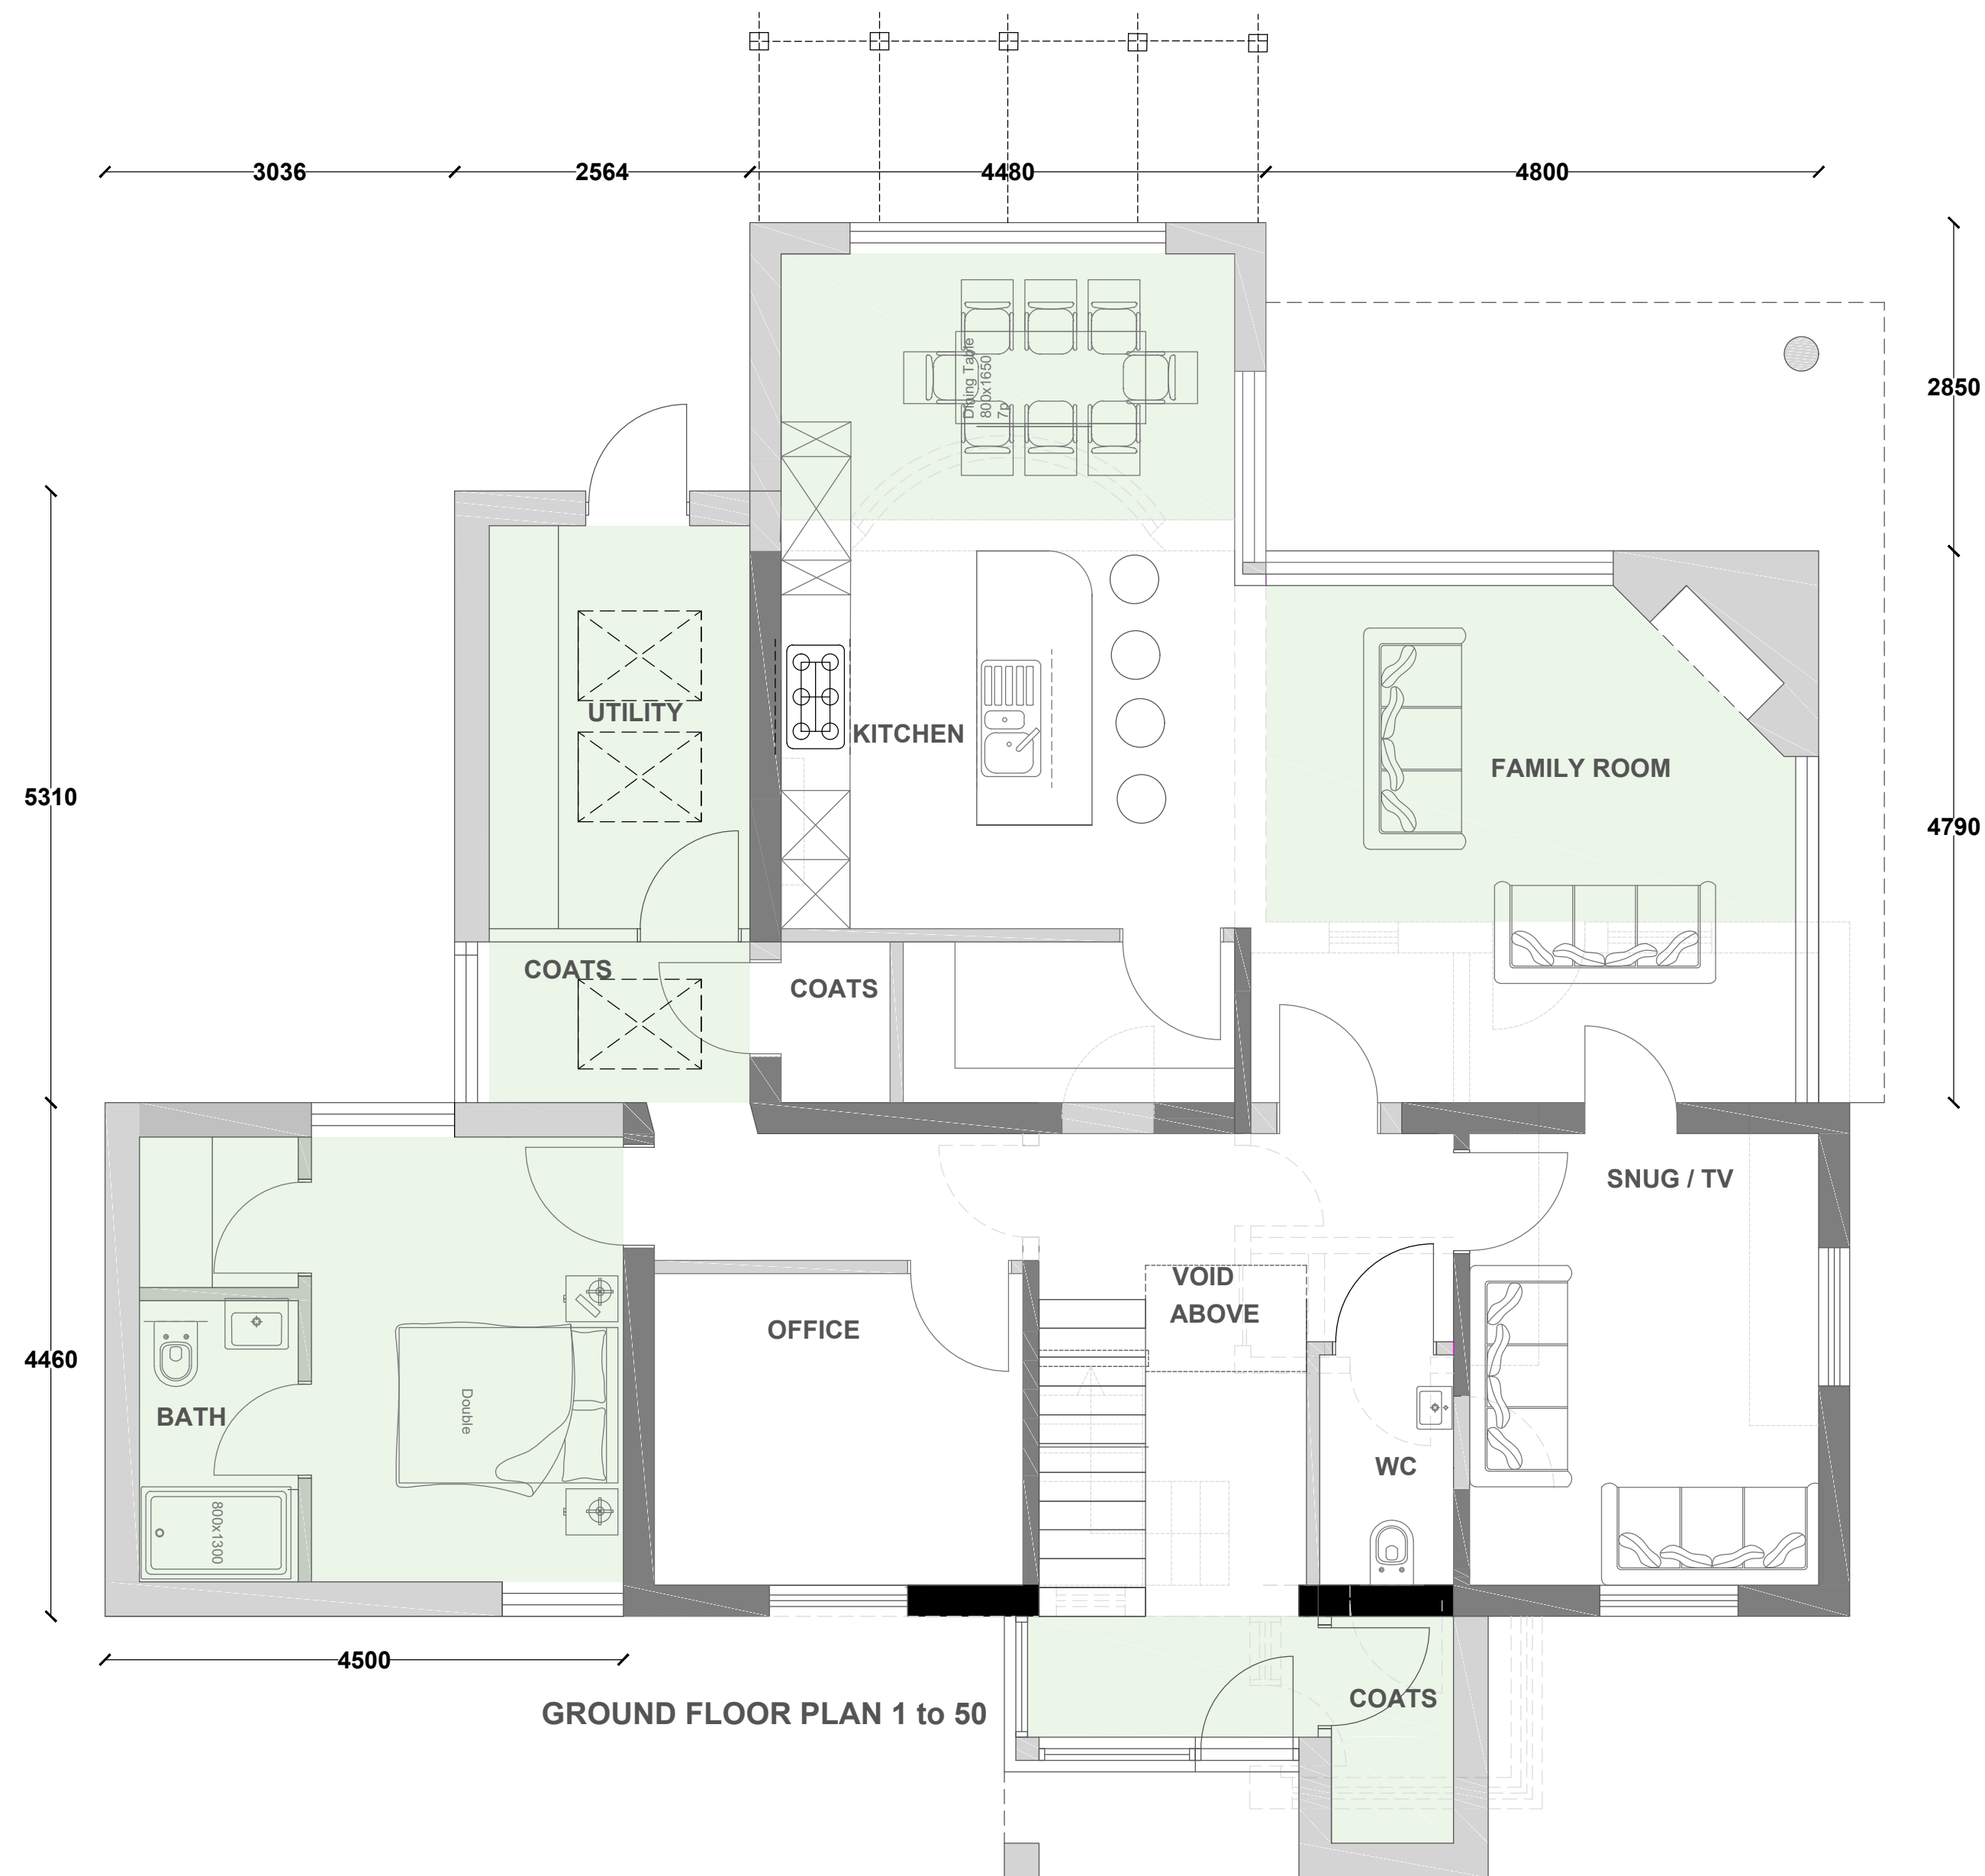 3036
2564
4480
4800
Dining Table
800x1650
7p
2850
UTILITY
KITCHEN
FAMILY ROOM
5310
4790
COATS
COATS
SNUG / TV
VOID
ABOVE
OFFICE
4460
BATH
Double
WC
800x1300
4500
COATS
GROUND FLOOR PLAN 1 to 50